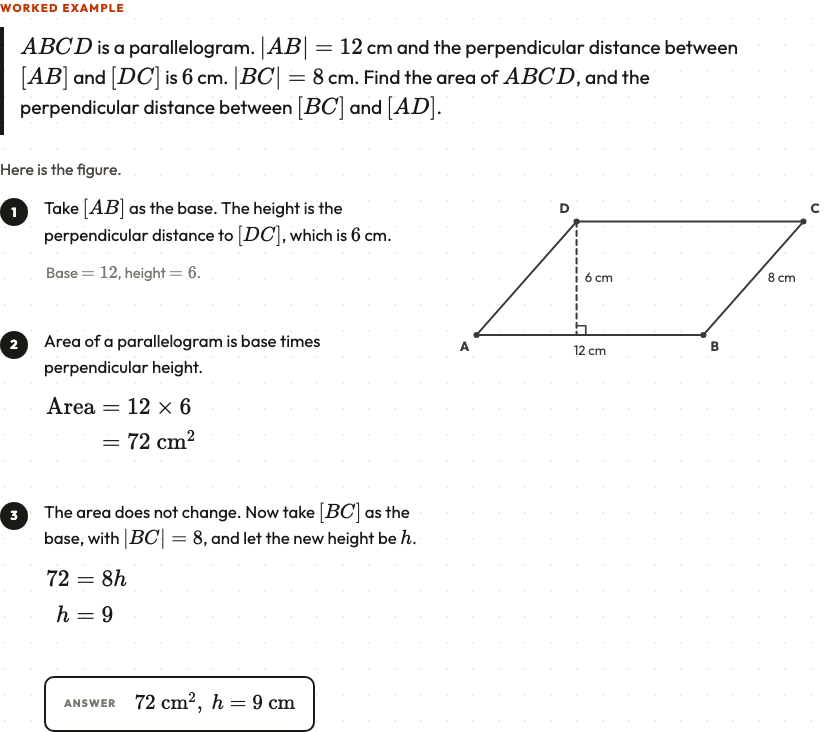 WORKED EXAMPLE
ABCD is a parallelogram. |AB| = 12 cm and the perpendicular distance between
[AB] and [DC] is 6 cm. |BC| = 8 cm. Find the area of ABCD, and the
perpendicular distance between [BC] and [AD].
Here is the figure.
1 Take [AB] as the base. The height is the
perpendicular distance to [DC], which is 6 cm.
Base = 12, height = 6.
2 Area of a parallelogram is base times
perpendicular height.
Area = 12 × 6
= 72 cm²
3 The area does not change. Now take [BC] as the
base, with |BC| = 8, and let the new height be h.
72 = 8h
h = 9
ANSWER 72 cm², h = 9 cm
D
C
6 cm
8 cm
A
B
12 cm